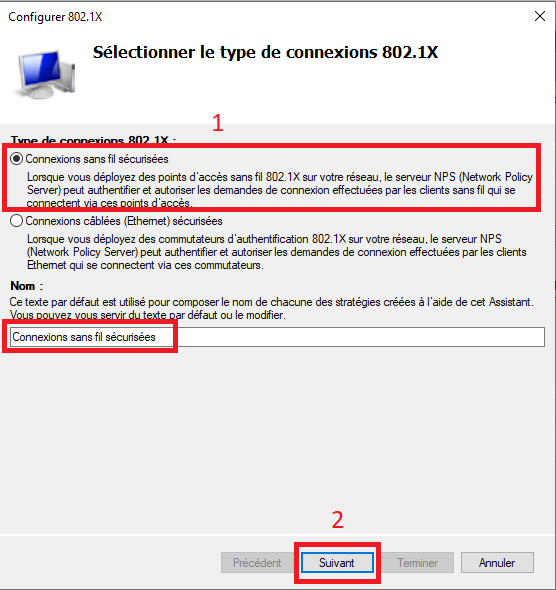 Configurer 802.1X
Sélectionner le type de connexions 802.1X
1
Type de connexions 802.1X :
Connexions sans fil sécurisées
Lorsque vous déployez des points d'accès sans fil 802.1X sur votre réseau, le serveur NPS (Network Policy
Server) peut authentifier et autoriser les demandes de connexion effectuées par les clients sans fil qui se
connectent via ces points d'accès.
Connexions câblées (Ethernet) sécurisées
Lorsque vous déployez des commutateurs d'authentification 802.1X sur votre réseau, le serveur NPS
(Network Policy Server) peut authentifier et autoriser les demandes de connexion effectuées par les clients
Ethernet qui se connectent via ces commutateurs.
Nom :
Ce texte par défaut est utilisé pour composer le nom de chacune des stratégies créées à l'aide de cet Assistant.
Vous pouvez vous servir du texte par défaut ou le modifier.
Connexions sans fil sécurisées
2
Précédent Suivant Terminer Annuler